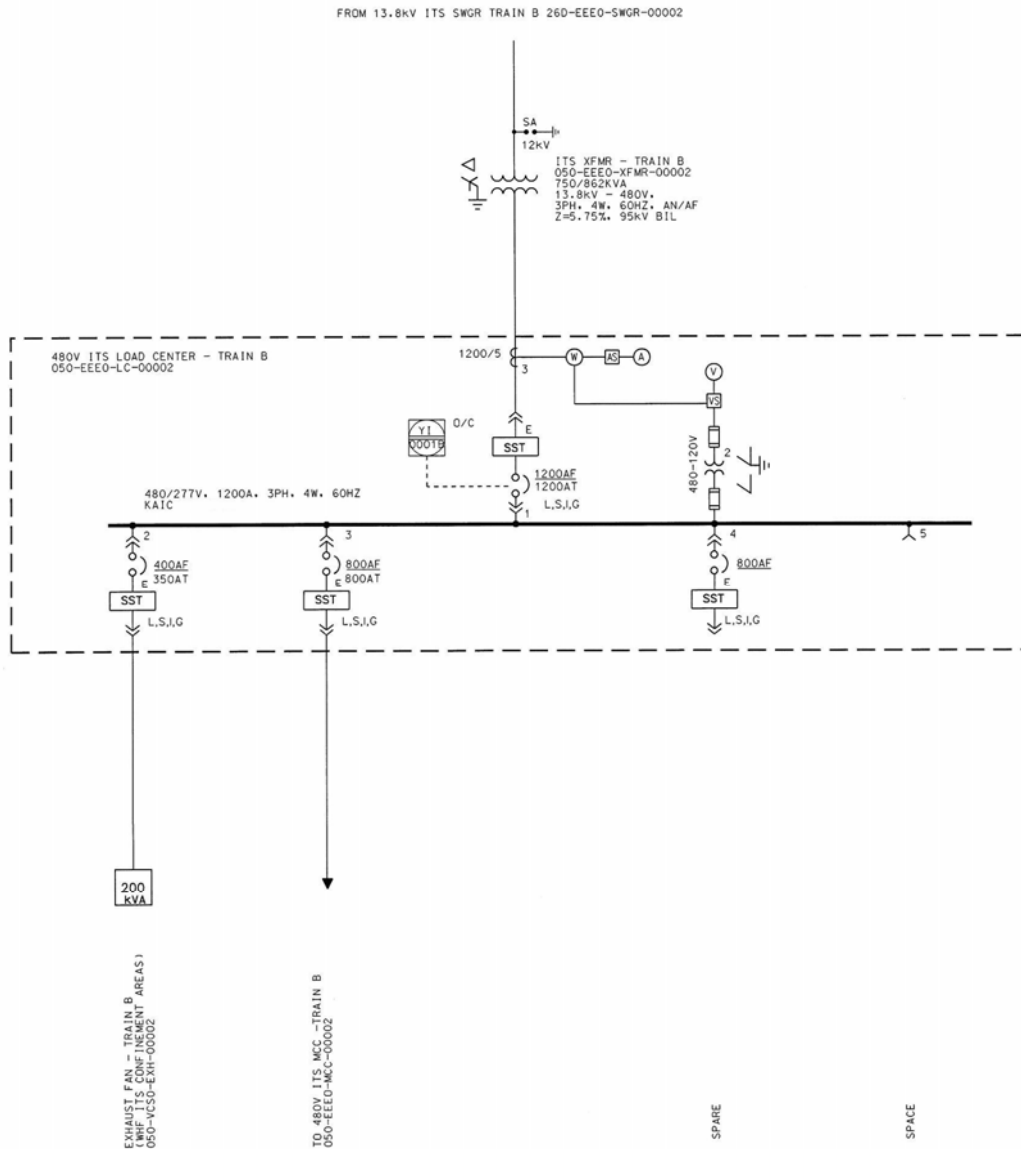 FROM 13.8kV ITS SWGR TRAIN B 26D-EEE0-SWGR-00002
SA
12kV
ITS XFMR - TRAIN B
050-EEE0-XFMR-00002
750/862KVA
13.8kV - 480V.
3PH. 4W. 60HZ. AN/AF
Z=5.75%. 95kV BIL
480V ITS LOAD CENTER - TRAIN B
050-EEE0-LC-00002
1200/5
3
W
AS
A
V
VS
YI
0001B
O/C
E
SST
480-120V
2
1200AF
1200AT
L,S,I,G
1
480/277V. 1200A. 3PH. 4W. 60HZ
KAIC
2
400AF
350AT
E
SST
L,S,I,G
3
800AF
800AT
E
SST
L,S,I,G
4
800AF
E
SST
L,S,I,G
5
200
kVA
EXHAUST FAN - TRAIN B
(WHF ITS CONFINEMENT AREAS)
050-VCS0-EXH-00002
TO 480V ITS MCC -TRAIN B
050-EEE0-MCC-00002
SPARE
SPACE